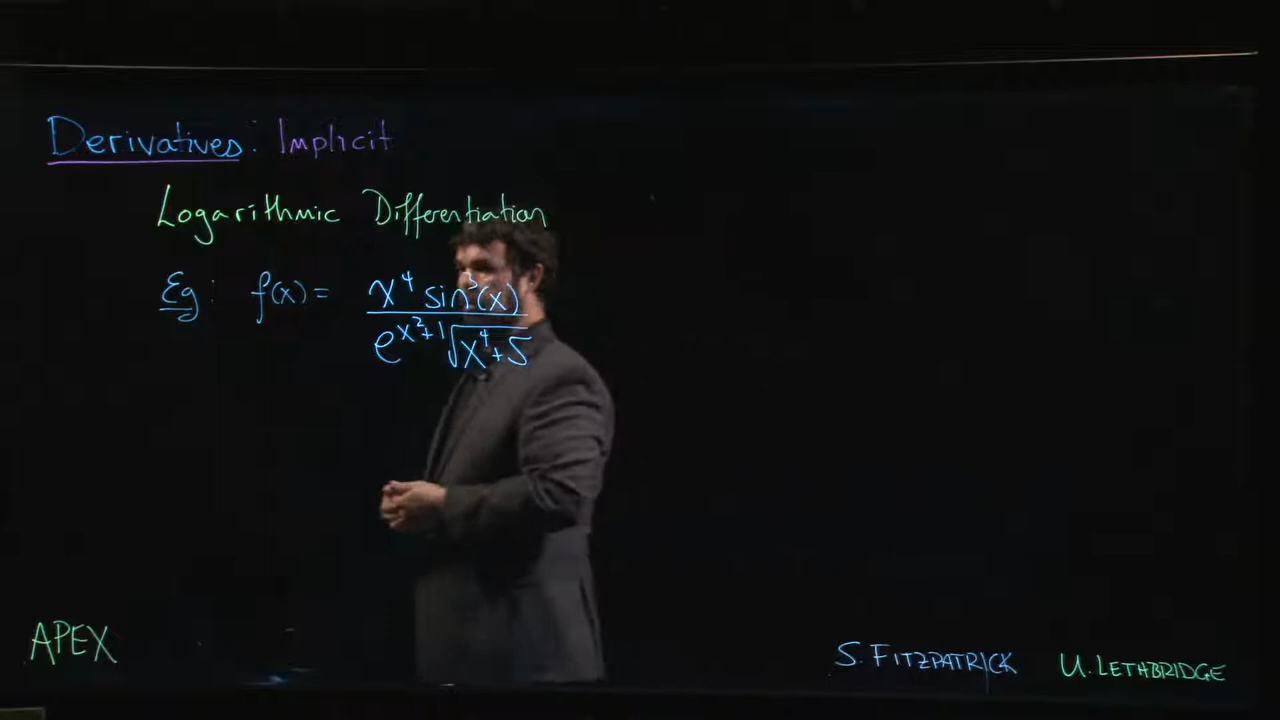 Derivatives: Implicit
Logarithmic Differentiation
Eg: f(x) = x⁴ sin³(x) / e^(x²+1) √(x⁴+5)
APEX
S. FITZPATRICK U. LETHBRIDGE